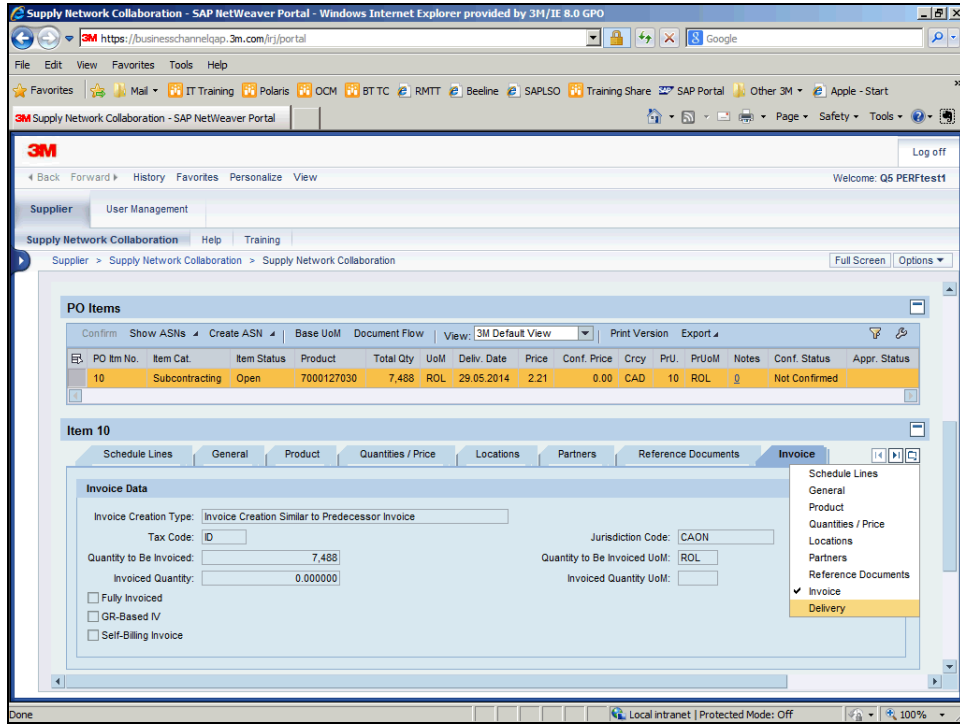 Supply Network Collaboration - SAP NetWeaver Portal - Windows Internet Explorer provided by 3M/IE 8.0 GPO
3M https://businesschannelqap.3m.com/irj/portal
Google
File Edit View Favorites Tools Help
Favorites Mail IT Training Polaris OCM BT TC RMTT Beeline SAPLSO Training Share SAP Portal Other 3M Apple - Start
3M Supply Network Collaboration - SAP NetWeaver Portal
Page Safety Tools
3M
Log off
Back Forward History Favorites Personalize View
Welcome: Q5 PERFtest1
Supplier User Management
Supply Network Collaboration Help Training
Supplier > Supply Network Collaboration > Supply Network Collaboration
Full Screen Options
PO Items
Confirm Show ASNs Create ASN Base UoM Document Flow View: 3M Default View Print Version Export
PO Itm No. Item Cat. Item Status Product Total Qty UoM Deliv. Date Price Conf. Price Crcy PrU. PrUoM Notes Conf. Status Appr. Status
10 Subcontracting Open 7000127030 7,488 ROL 29.05.2014 2.21 0.00 CAD 10 ROL 0 Not Confirmed
Item 10
Schedule Lines General Product Quantities / Price Locations Partners Reference Documents Invoice
Invoice Data
Invoice Creation Type: Invoice Creation Similar to Predecessor Invoice
Tax Code: ID
Jurisdiction Code: CAON
Quantity to Be Invoiced: 7,488
Quantity to Be Invoiced UoM: ROL
Invoiced Quantity: 0.000000
Invoiced Quantity UoM:
Fully Invoiced
GR-Based IV
Self-Billing Invoice
Schedule Lines
General
Product
Quantities / Price
Locations
Partners
Reference Documents
Invoice
Delivery
Done
Local intranet | Protected Mode: Off
100%